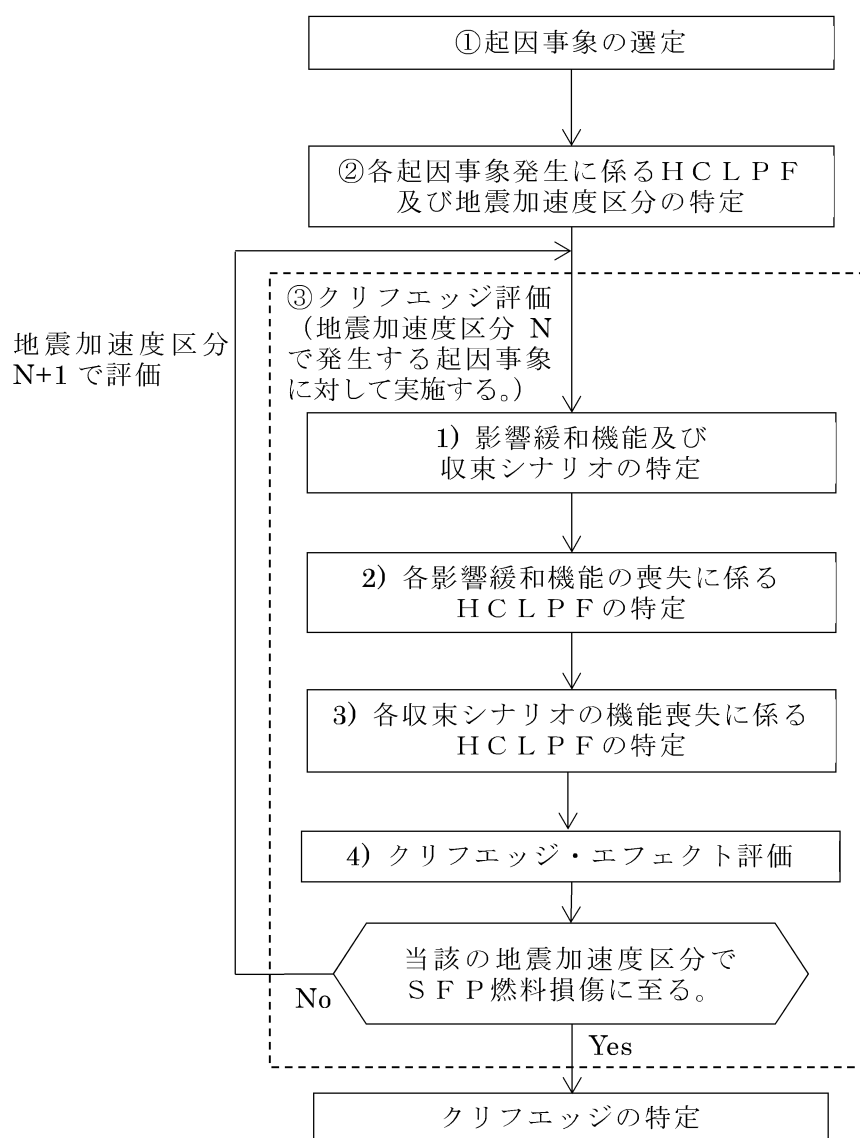 ①起因事象の選定
②各起因事象発生に係るＨＣＬＰＦ
及び地震加速度区分の特定
③クリフエッジ評価
（地震加速度区分 N
で発生する起因事象
に対して実施する。）
地震加速度区分
N+1 で評価
1) 影響緩和機能及び
収束シナリオの特定
2) 各影響緩和機能の喪失に係る
ＨＣＬＰＦの特定
3) 各収束シナリオの機能喪失に係る
ＨＣＬＰＦの特定
4) クリフエッジ・エフェクト評価
当該の地震加速度区分で
ＳＦＰ燃料損傷に至る。
No
Yes
クリフエッジの特定